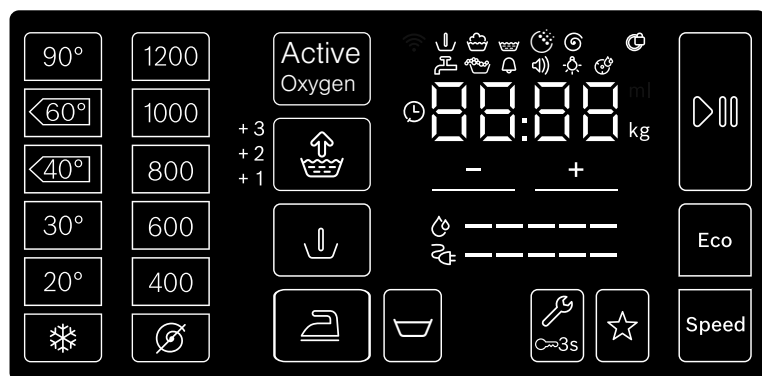 90° 1200
Active
Oxygen
60° 1000
+ 3
+ 2
+ 1
88:88
ml
kg
40° 800
- +
30° 600
Eco
20° 400
3s
Speed